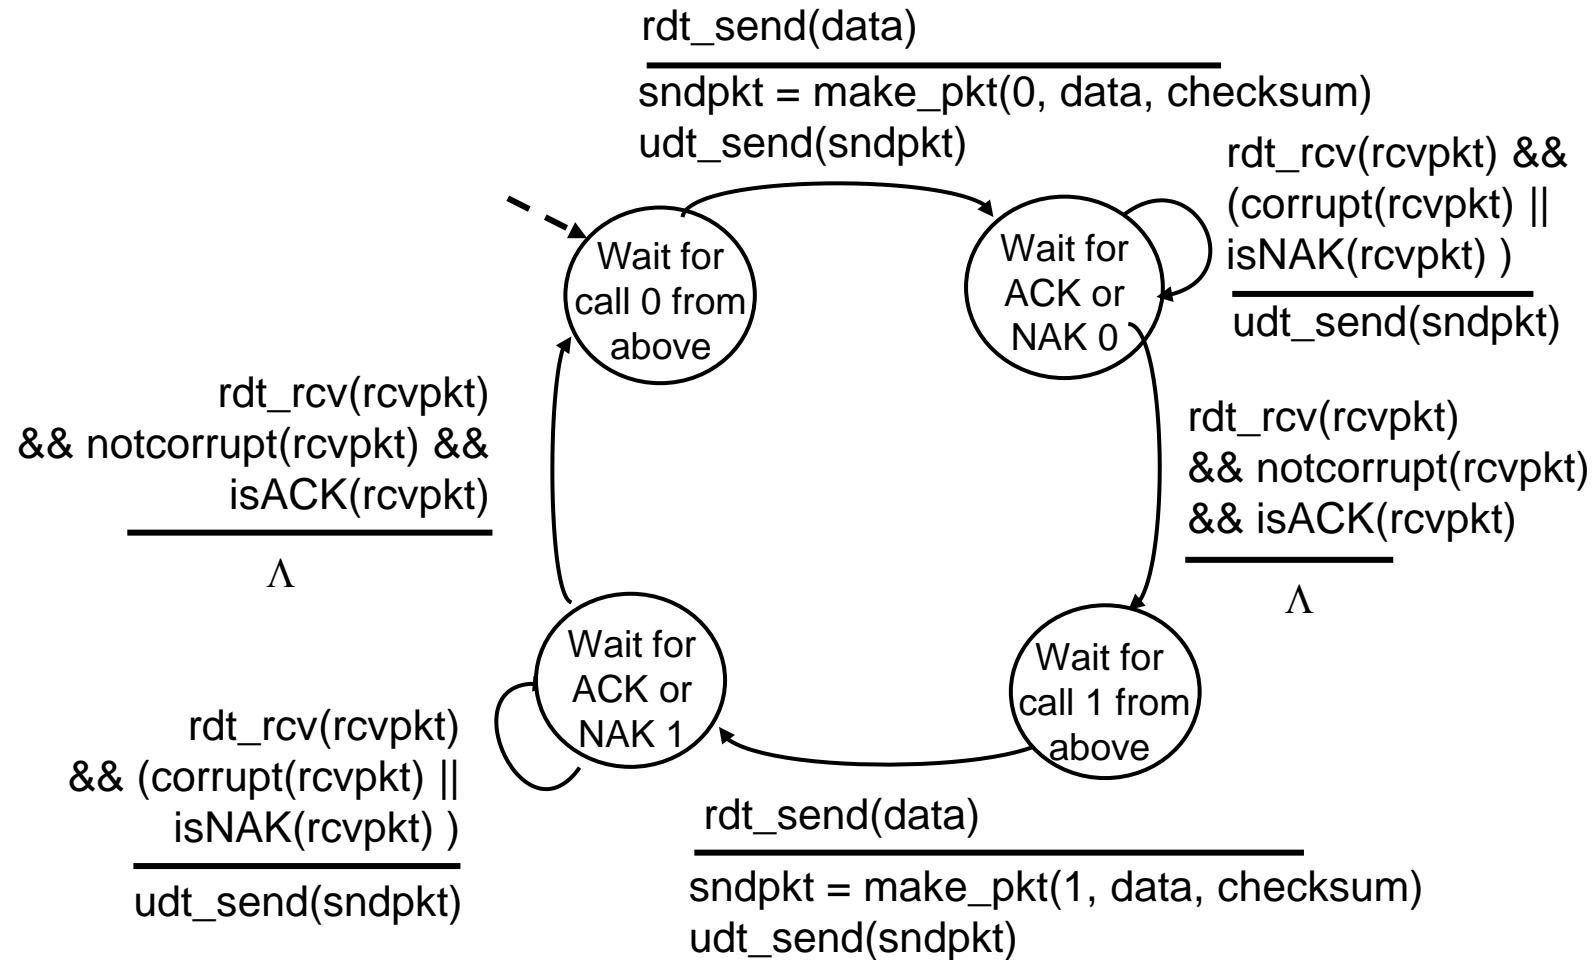 rdt_send(data)
sndpkt = make_pkt(0, data, checksum)
udt_send(sndpkt)
rdt_rcv(rcvpkt) &&
(corrupt(rcvpkt) ||
isNAK(rcvpkt) )
udt_send(sndpkt)
Wait for
call 0 from
above
Wait for
ACK or
NAK 0
rdt_rcv(rcvpkt)
&& notcorrupt(rcvpkt) &&
isACK(rcvpkt)
Λ
rdt_rcv(rcvpkt)
&& notcorrupt(rcvpkt)
&& isACK(rcvpkt)
Λ
Wait for
ACK or
NAK 1
Wait for
call 1 from
above
rdt_rcv(rcvpkt)
&& (corrupt(rcvpkt) ||
isNAK(rcvpkt) )
udt_send(sndpkt)
rdt_send(data)
sndpkt = make_pkt(1, data, checksum)
udt_send(sndpkt)